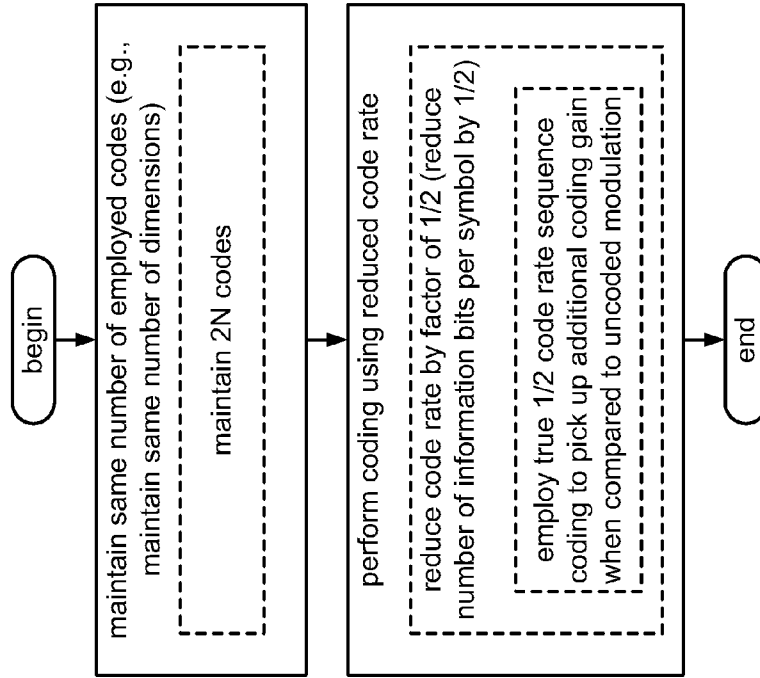 begin
maintain same number of employed codes (e.g.,
maintain same number of dimensions)
maintain 2N codes
perform coding using reduced code rate
reduce code rate by factor of 1/2 (reduce
number of information bits per symbol by 1/2)
employ true 1/2 code rate sequence
coding to pick up additional coding gain
when compared to uncoded modulation
end